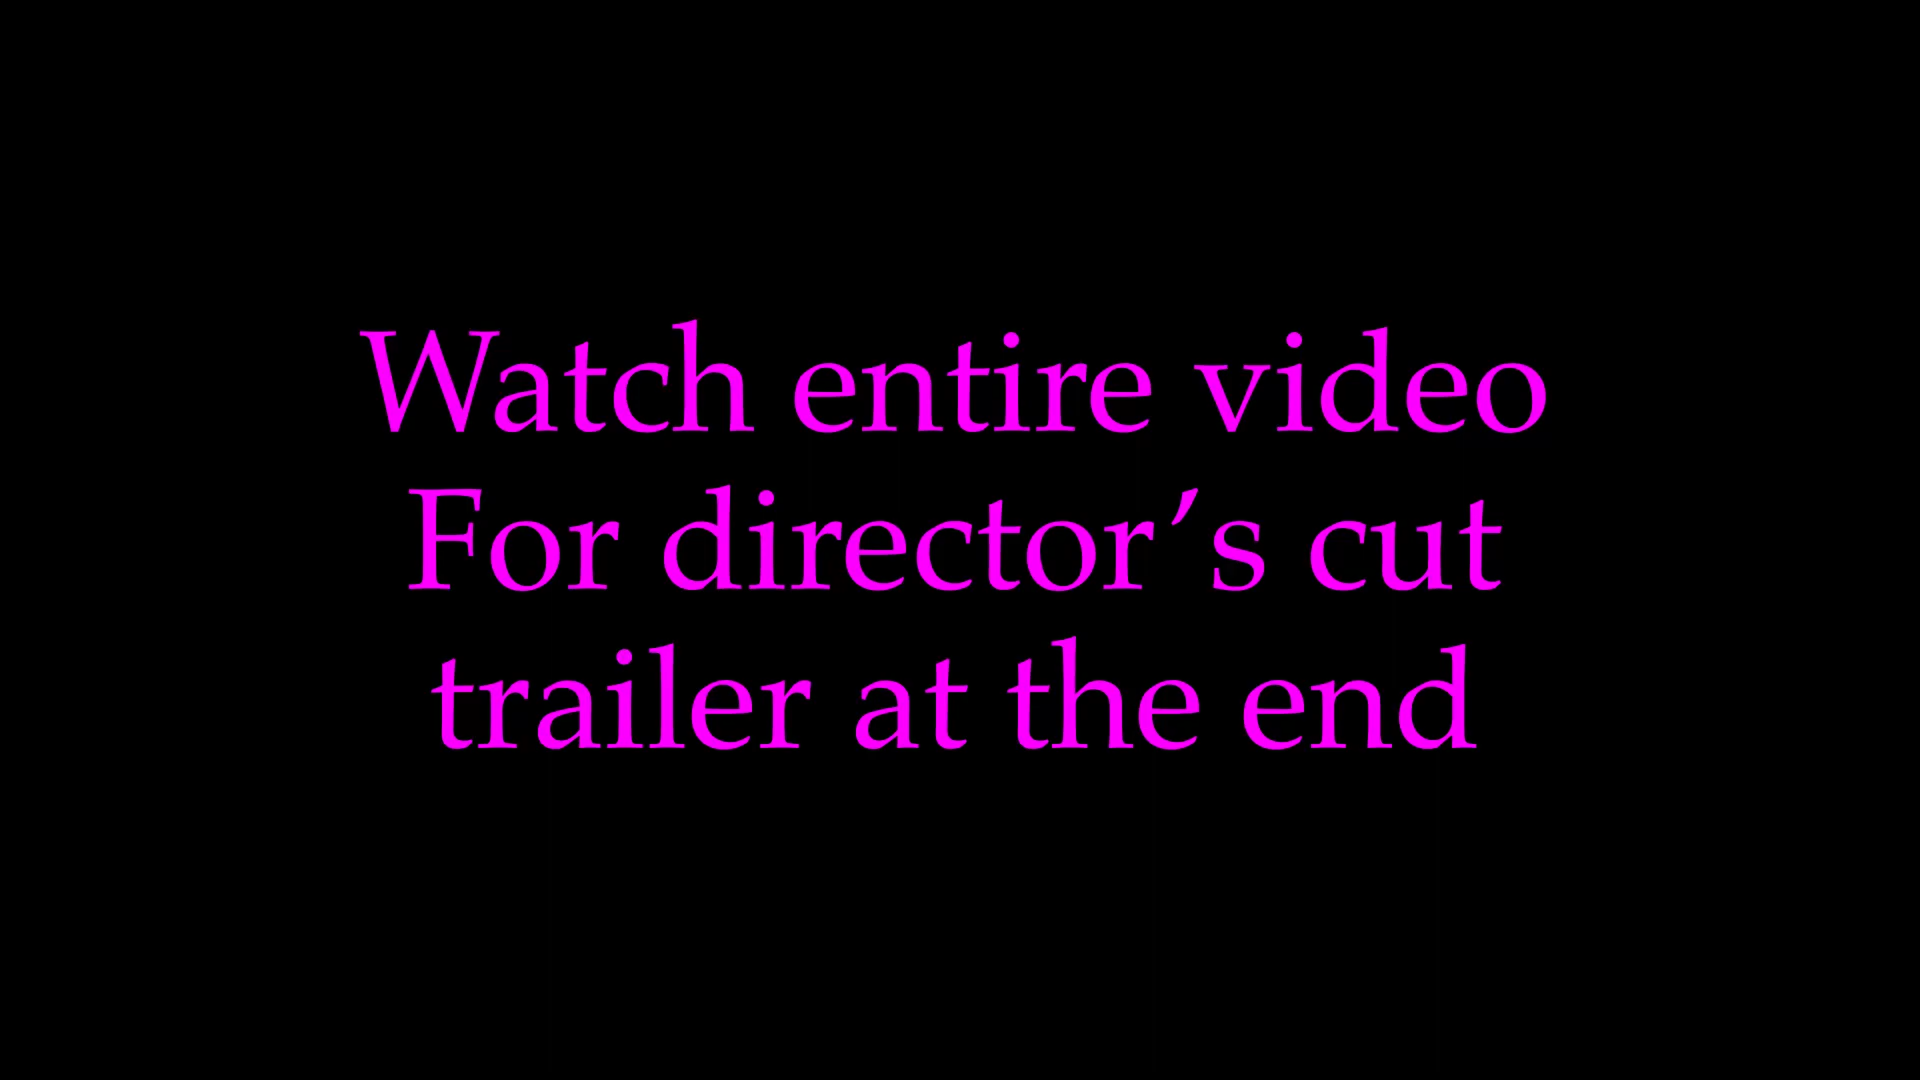 Watch entire video
For director’s cut
trailer at the end